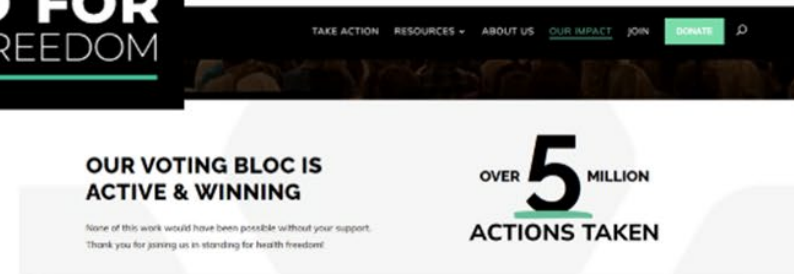 FOR
REEDOM
TAKE ACTION RESOURCES ABOUT US OUR IMPACT JOIN DONATE
OUR VOTING BLOC IS
ACTIVE & WINNING
None of this work would have been possible without your support.
Thank you for joining us in standing for health freedom!
OVER 5 MILLION
ACTIONS TAKEN